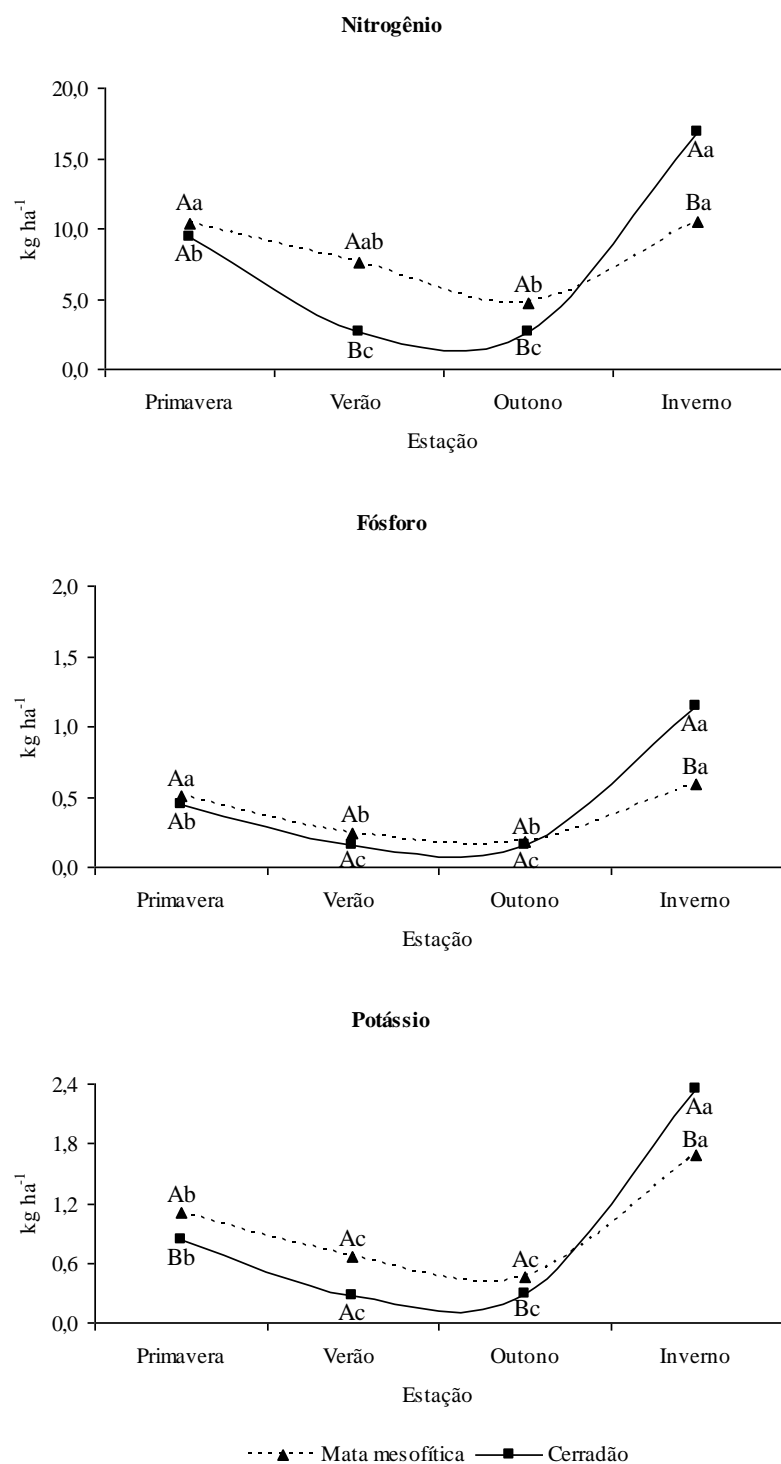 Nitrogênio
20,0
15,0
10,0
5,0
0,0
kg ha⁻¹
Aa
Ab
Aab
Bc
Ab
Bc
Aa
Ba
Primavera Verão Outono Inverno
Estação
Fósforo
2,0
1,5
1,0
0,5
0,0
kg ha⁻¹
Aa
Ab
Ab
Ac
Ab
Ac
Aa
Ba
Primavera Verão Outono Inverno
Estação
Potássio
2,4
1,8
1,2
0,6
0,0
kg ha⁻¹
Ab
Bb
Ac
Ac
Ac
Bc
Aa
Ba
Primavera Verão Outono Inverno
Estação
Mata mesofítica Cerradão